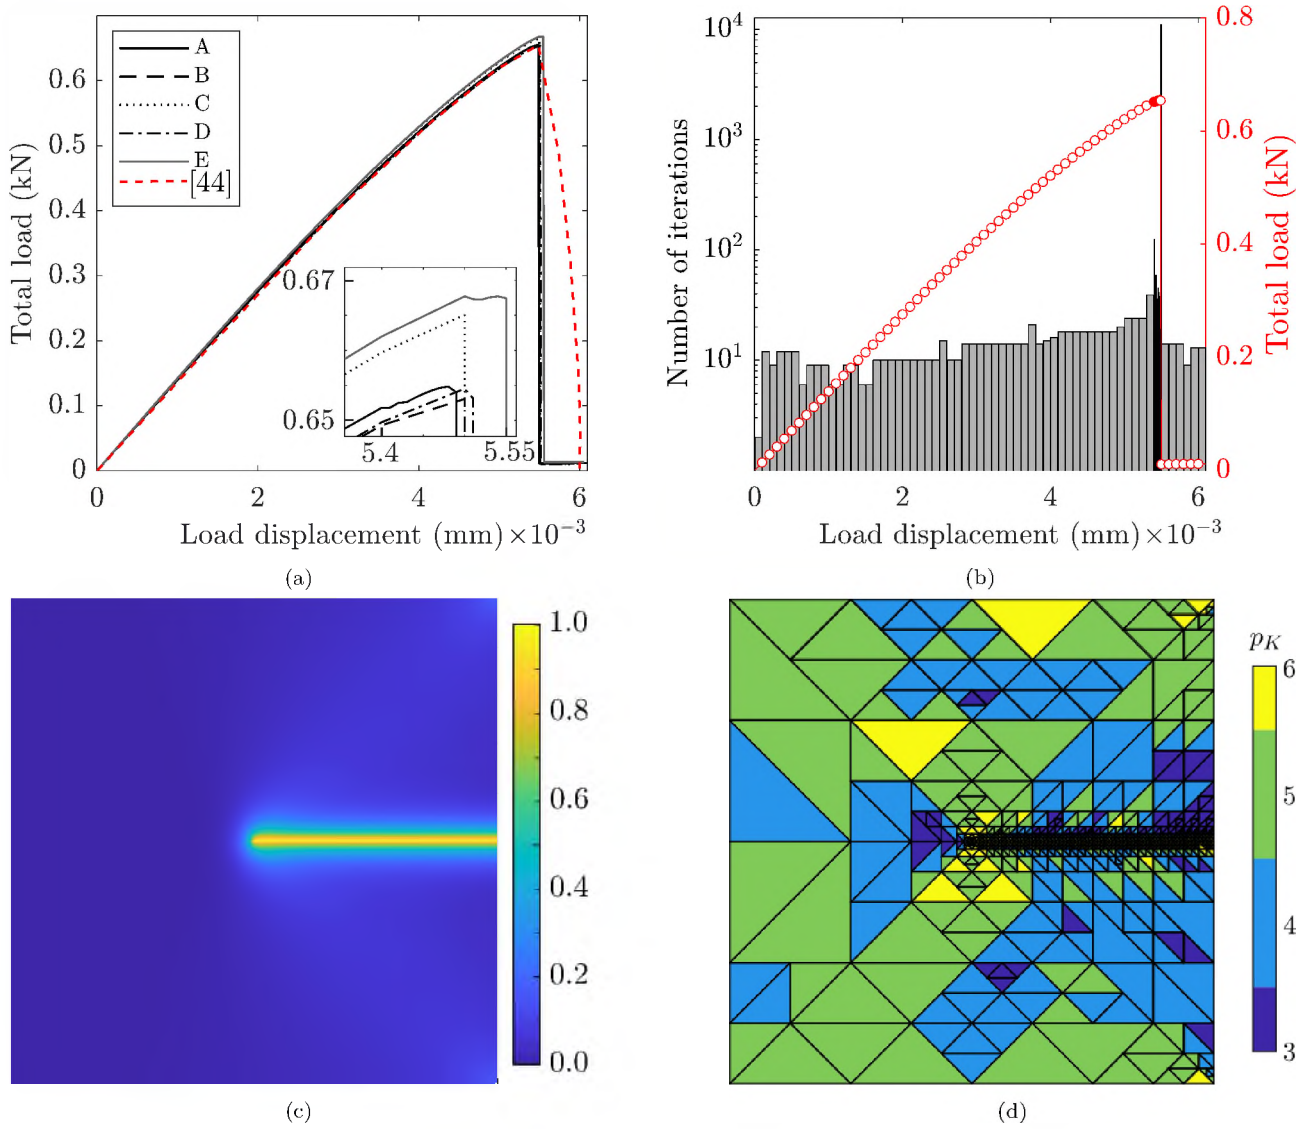 0.6
0.5
0.4
0.3
0.2
0.1
0
Total load (kN)
A
B
C
D
E
[44]
0.67
0.65
5.4
5.55
0
2
4
6
Load displacement (mm)×10⁻³
(a)
10⁴
10³
10²
10¹
Number of iterations
0.8
0.6
0.4
0.2
0
Total load (kN)
0
2
4
6
Load displacement (mm)×10⁻³
(b)
1.0
0.8
0.6
0.4
0.2
0.0
(c)
p_K
6
5
4
3
(d)